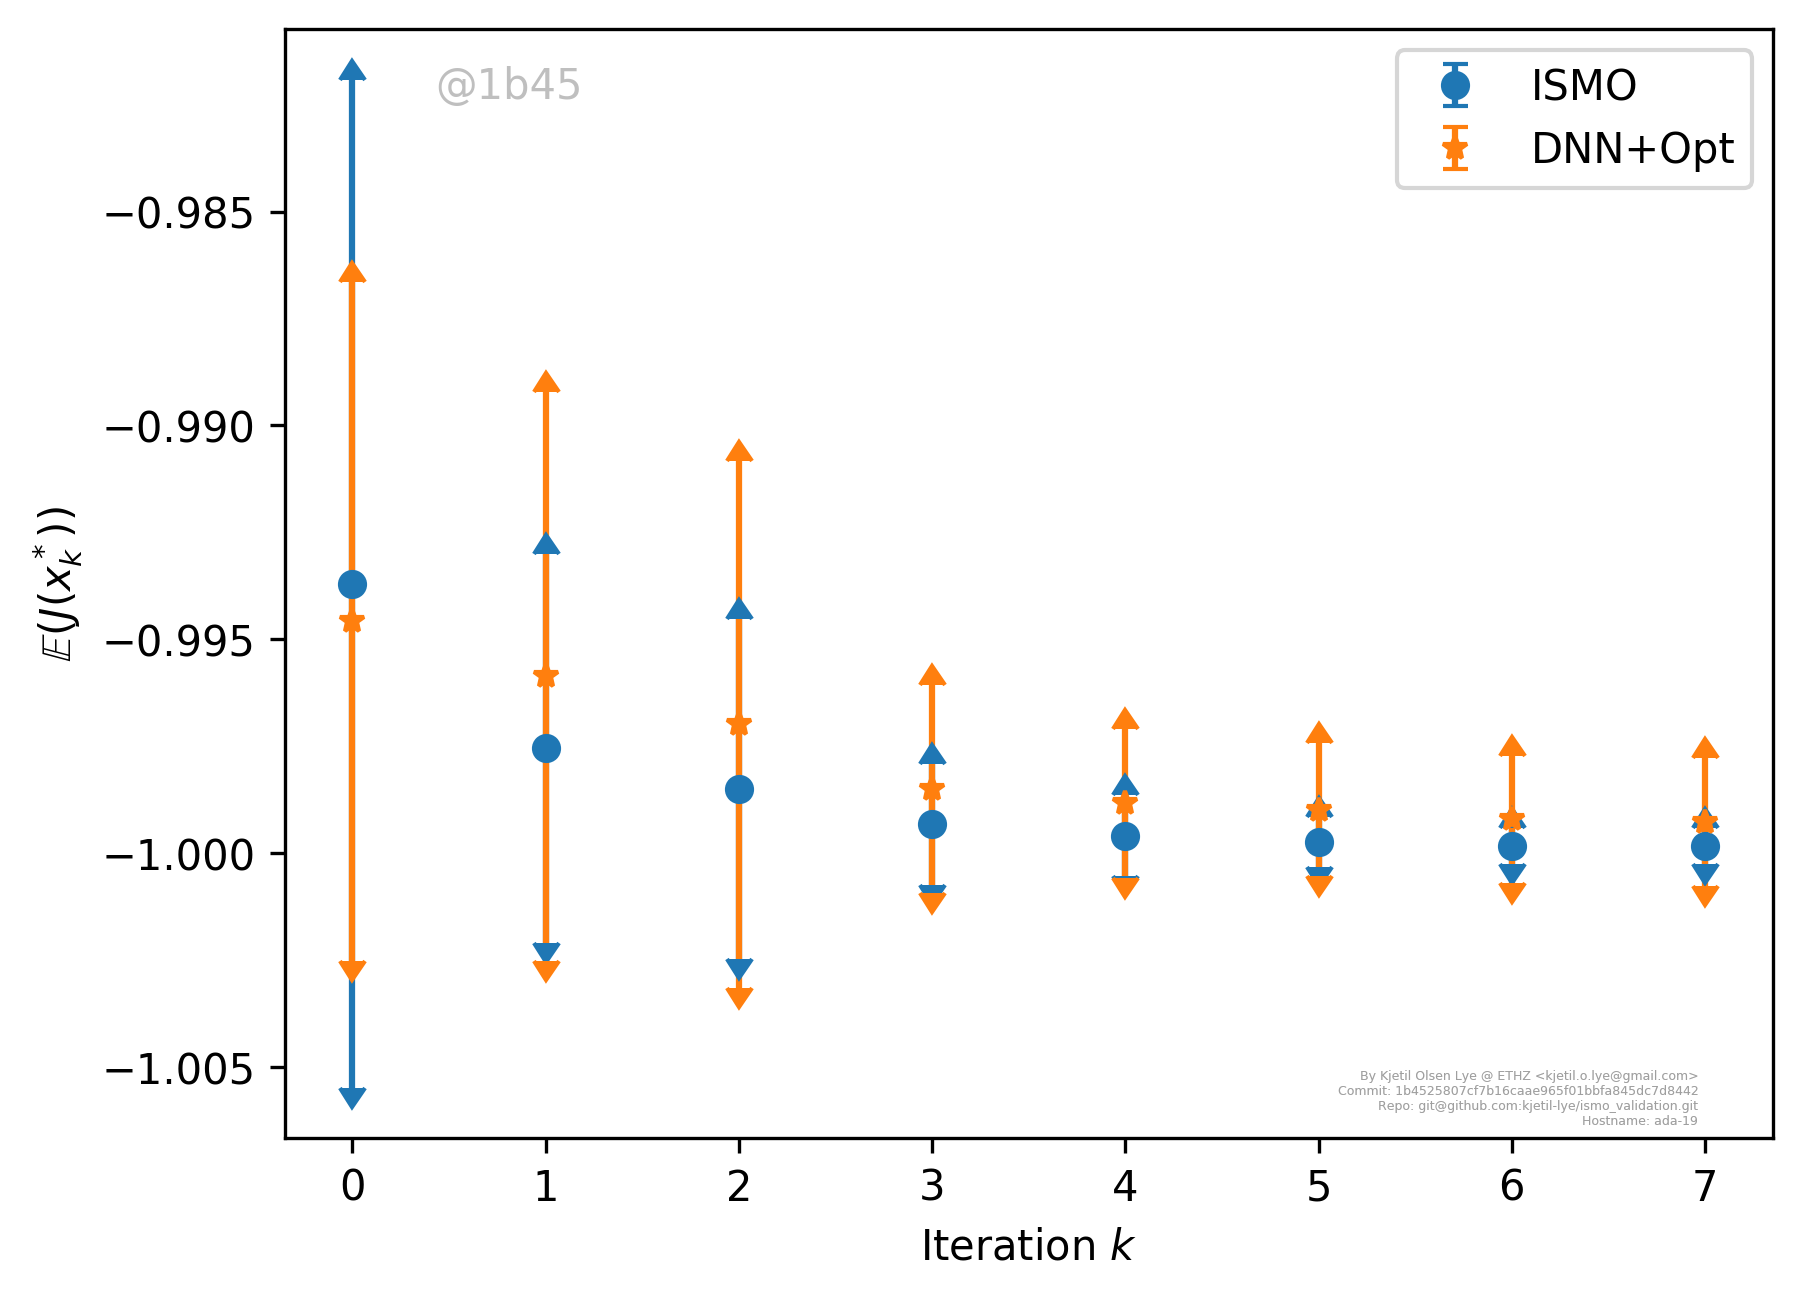 @1b45
ISMO
DNN+Opt
−0.985
−0.990
−0.995
−1.000
−1.005
𝔼(J(x*k))
0 1 2 3 4 5 6 7
Iteration k
By Kjetil Olsen Lye @ ETHZ <kjetil.o.lye@gmail.com>
Commit: 1b4525807cf7b16caae965f01bbfa845dc7d8442
Repo: git@github.com:kjetil-lye/ismo_validation.git
Hostname: ada-19